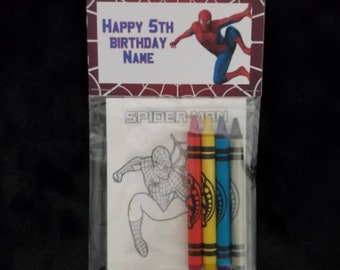 HAPPY 5TH
BIRTHDAY
NAME
SPIDER-MAN